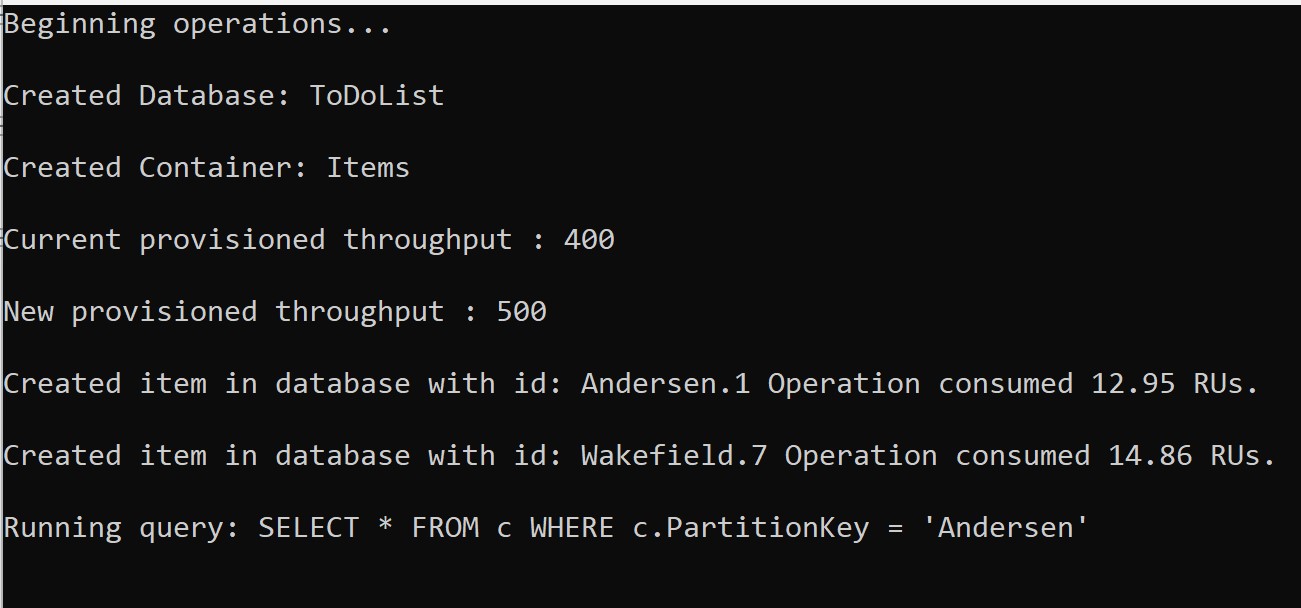 Beginning operations...
Created Database: ToDoList
Created Container: Items
Current provisioned throughput : 400
New provisioned throughput : 500
Created item in database with id: Andersen.1 Operation consumed 12.95 RUs.
Created item in database with id: Wakefield.7 Operation consumed 14.86 RUs.
Running query: SELECT * FROM c WHERE c.PartitionKey = 'Andersen'